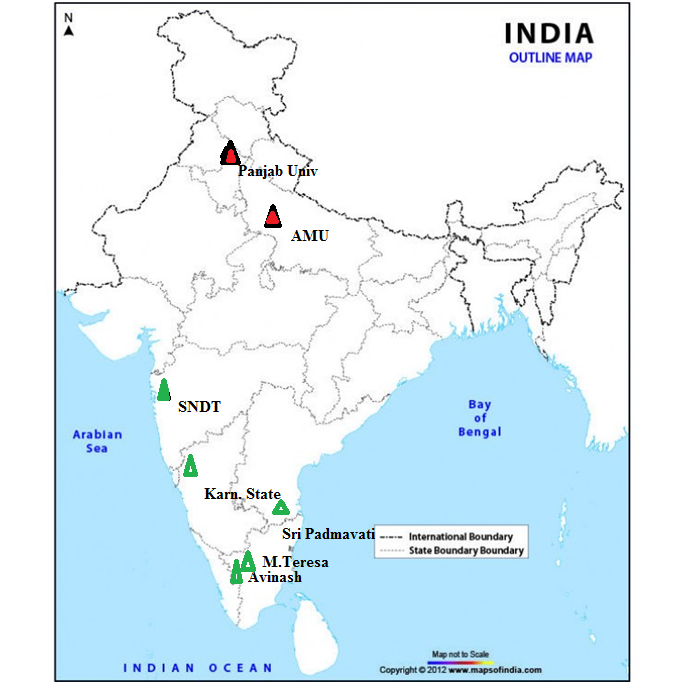 N
INDIA
OUTLINE MAP
Panjab Univ
AMU
SNDT
Arabian
Sea
Bay
of
Bengal
Karn. State
Sri Padmavati
International Boundary
State Boundary Boundary
M.Teresa
Avinash
Map not to Scale
INDIAN OCEAN
Copyright © 2012 www.mapsofindia.com